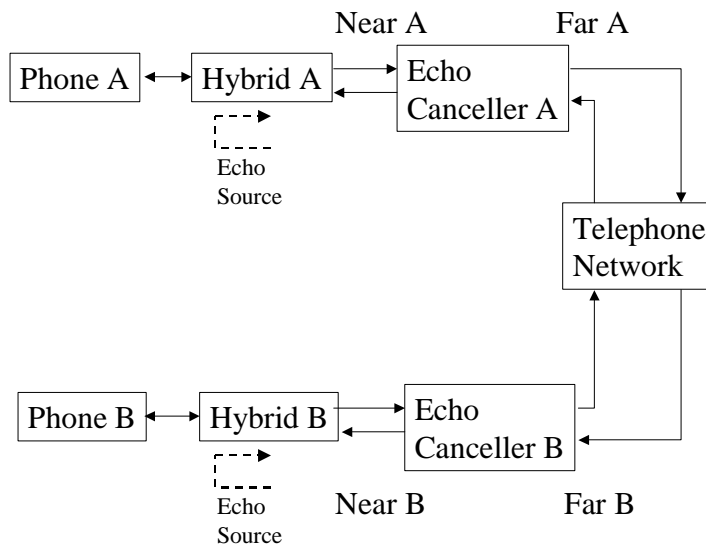 Near A
Far A
Phone A
Hybrid A
Echo
Canceller A
Echo
Source
Telephone
Network
Phone B
Hybrid B
Echo
Canceller B
Echo
Source
Near B
Far B